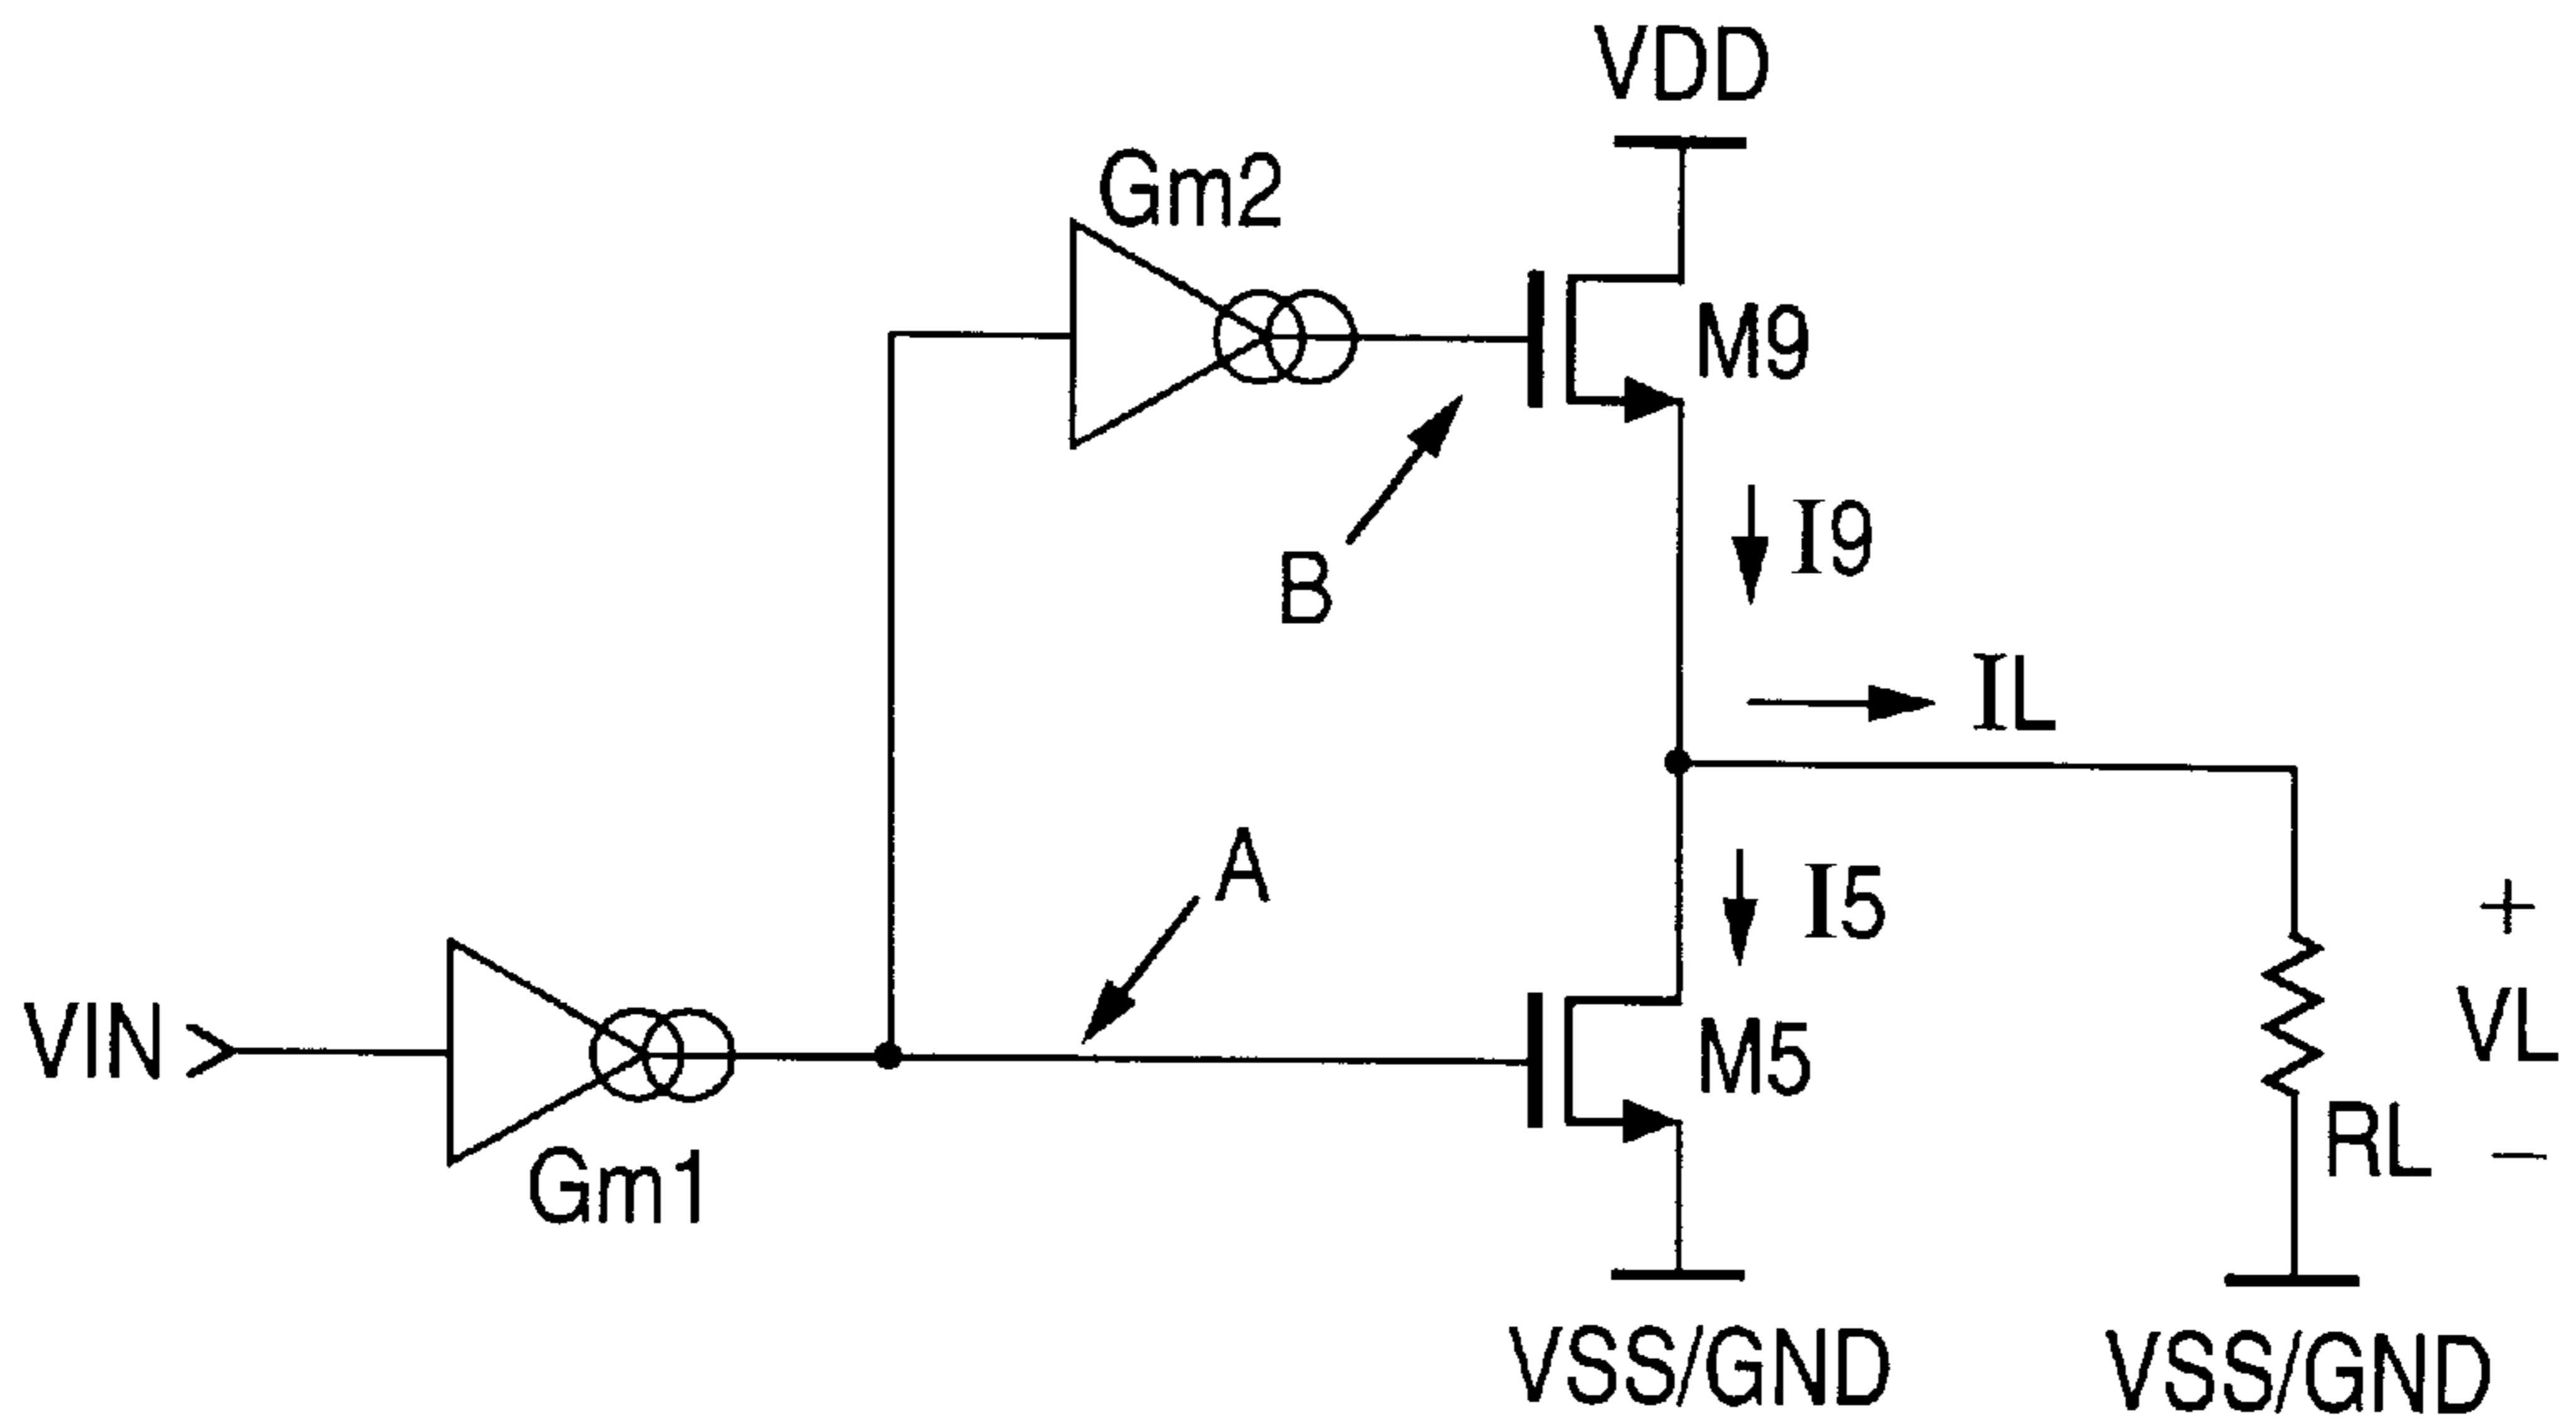 VDD
Gm2
M9
I9
B
IL
A
I5
+
VIN
M5
VL
RL
–
Gm1
VSS/GND
VSS/GND